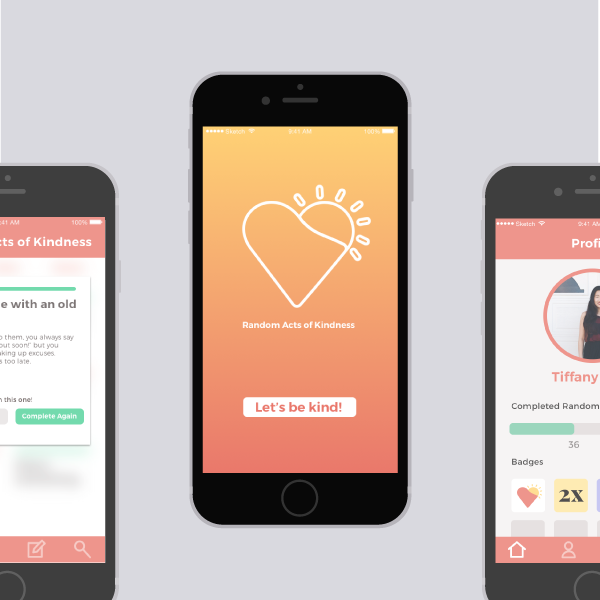 Sketch 9:41 AM 100%
Random Acts of Kindness
Let's be kind!
:41 AM 100%
cts of Kindness
e with an old
o them, you always say
out soon!" but you
aking up excuses.
s too late.
n this one!
Complete Again
Sketch 9:41 AM
Profi
Tiffany
Completed Random
36
Badges
2X